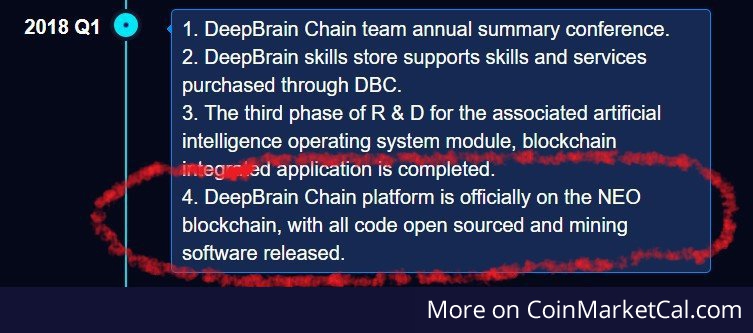 2018 Q1
1. DeepBrain Chain team annual summary conference.
2. DeepBrain skills store supports skills and services
purchased through DBC.
3. The third phase of R & D for the associated artificial
intelligence operating system module, blockchain
integrated application is completed.
4. DeepBrain Chain platform is officially on the NEO
blockchain, with all code open sourced and mining
software released.
More on CoinMarketCal.com